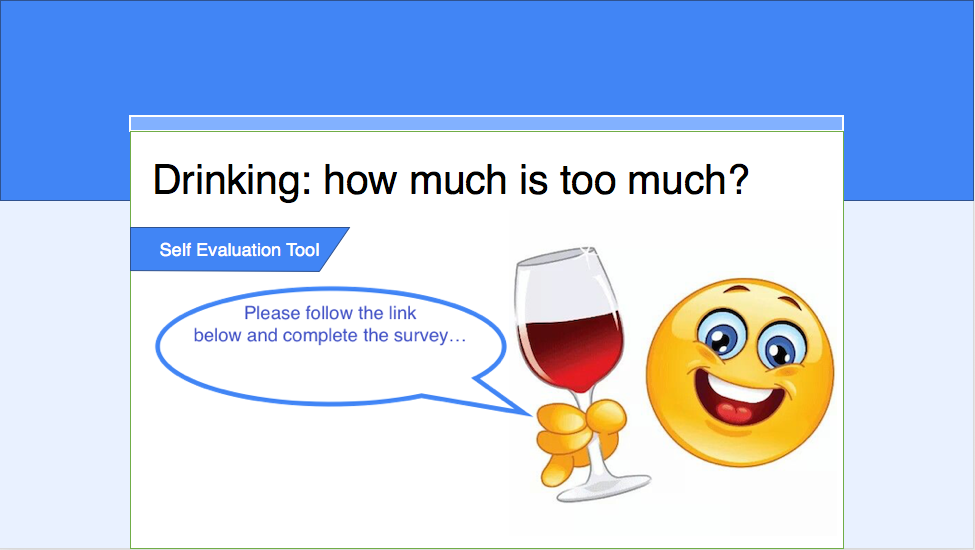 Drinking: how much is too much?
Self Evaluation Tool
Please follow the link
below and complete the survey…